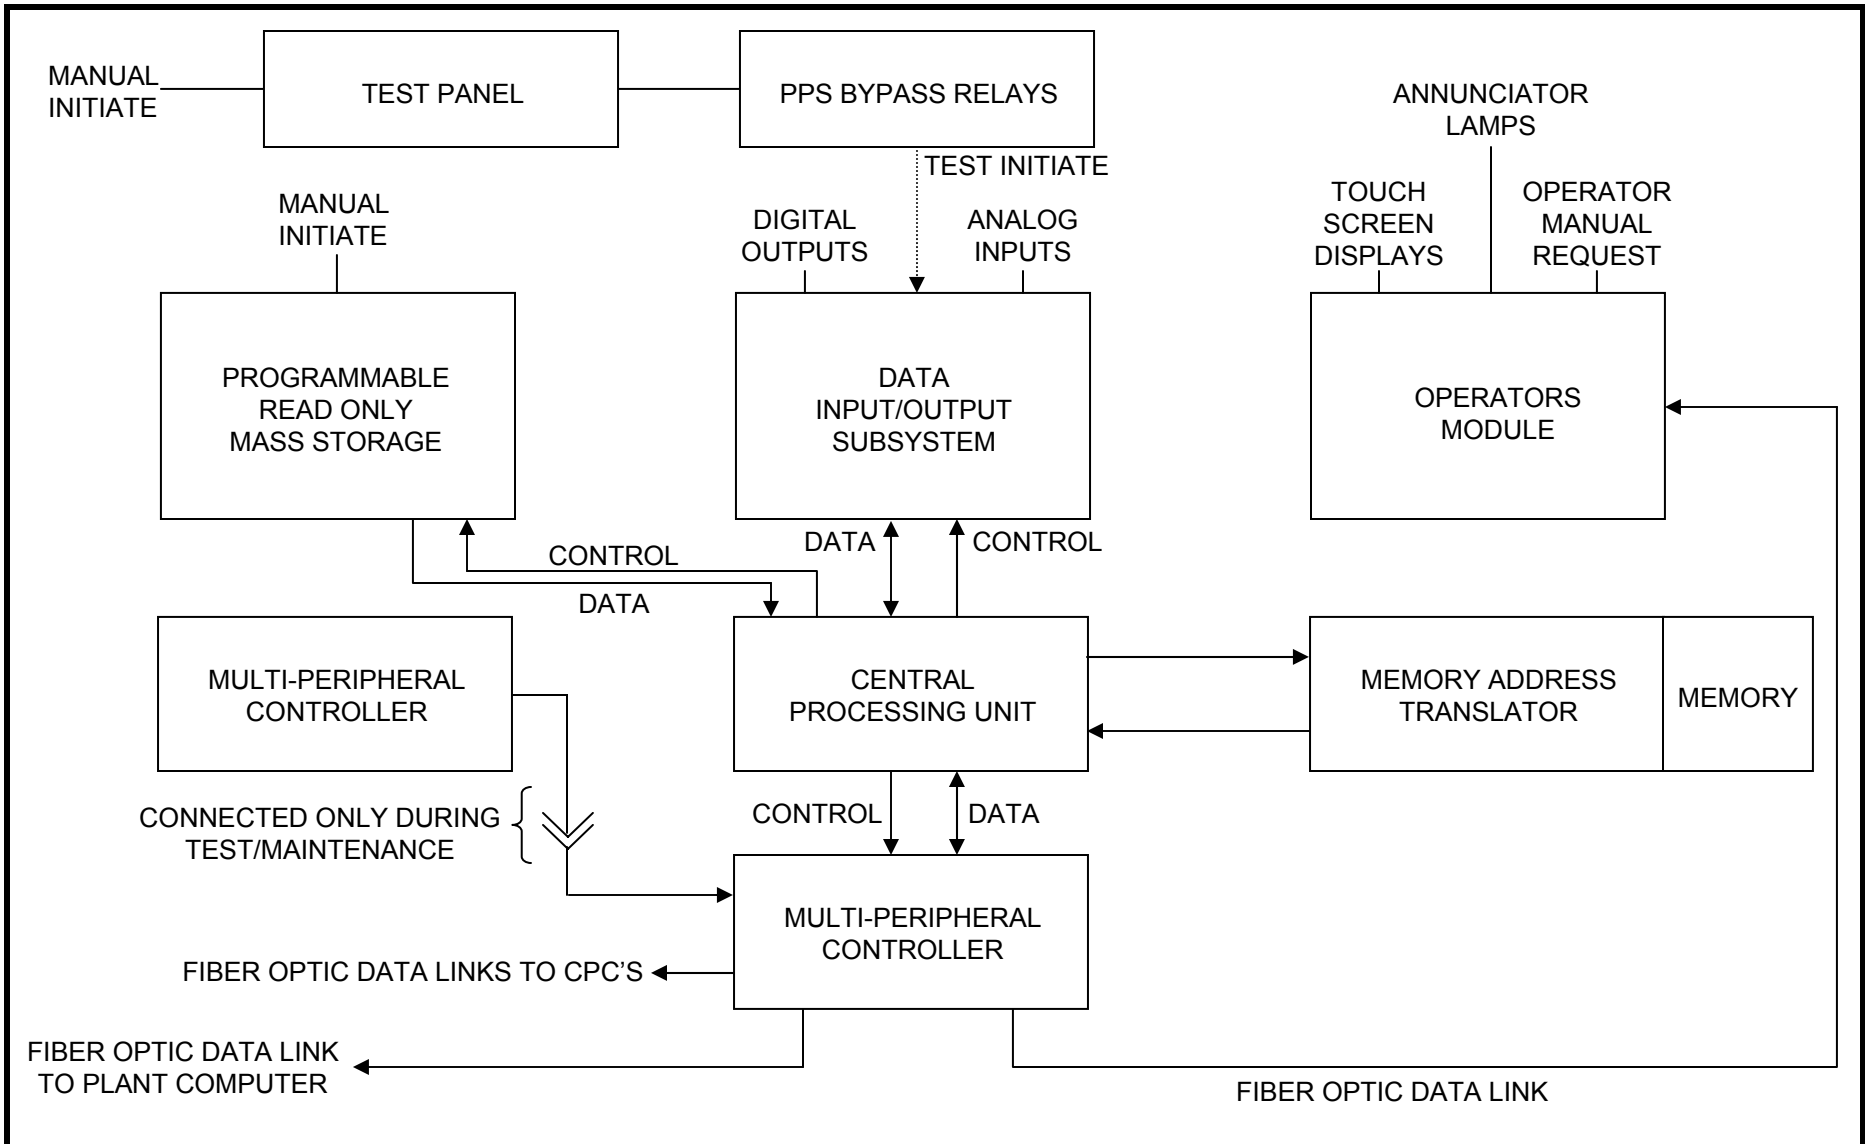 MANUAL
INITIATE
TEST PANEL
PPS BYPASS RELAYS
TEST INITIATE
ANNUNCIATOR
LAMPS
MANUAL
INITIATE
DIGITAL
OUTPUTS
ANALOG
INPUTS
TOUCH
SCREEN
DISPLAYS
OPERATOR
MANUAL
REQUEST
PROGRAMMABLE
READ ONLY
MASS STORAGE
DATA
INPUT/OUTPUT
SUBSYSTEM
OPERATORS
MODULE
CONTROL
DATA
DATA
CONTROL
MULTI-PERIPHERAL
CONTROLLER
CENTRAL
PROCESSING UNIT
MEMORY ADDRESS
TRANSLATOR
MEMORY
CONNECTED ONLY DURING
TEST/MAINTENANCE
CONTROL
DATA
MULTI-PERIPHERAL
CONTROLLER
FIBER OPTIC DATA LINKS TO CPC'S
FIBER OPTIC DATA LINK
TO PLANT COMPUTER
FIBER OPTIC DATA LINK